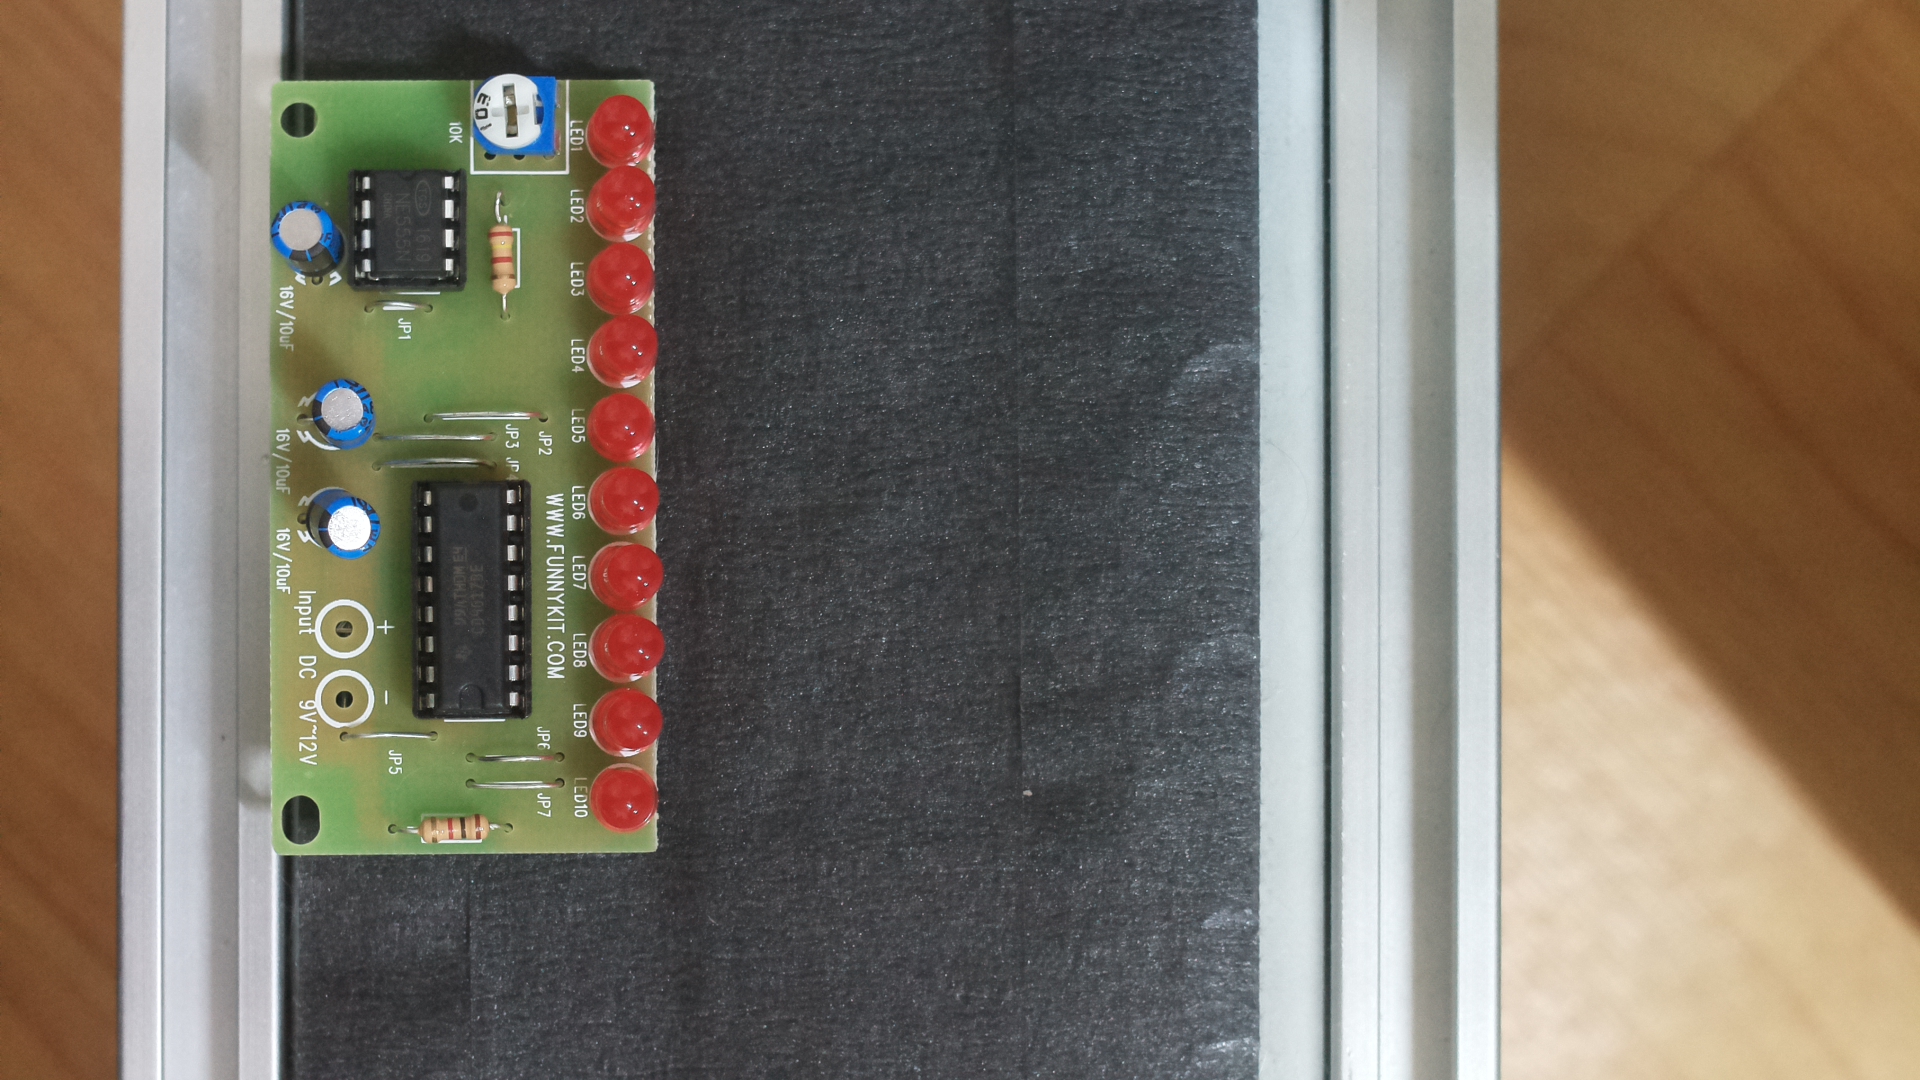 103
10K
LED1
LED2
LED3
LED4
LED5
LED6
LED7
LED8
LED9
LED10
NE555N
16V/10uF
JP1
16V/10uF
JP2
JP3
JP
16V/10uF
WWW.FUNNYKIT.COM
Input DC 9V~12V
+
-
JP5
JP6
JP7